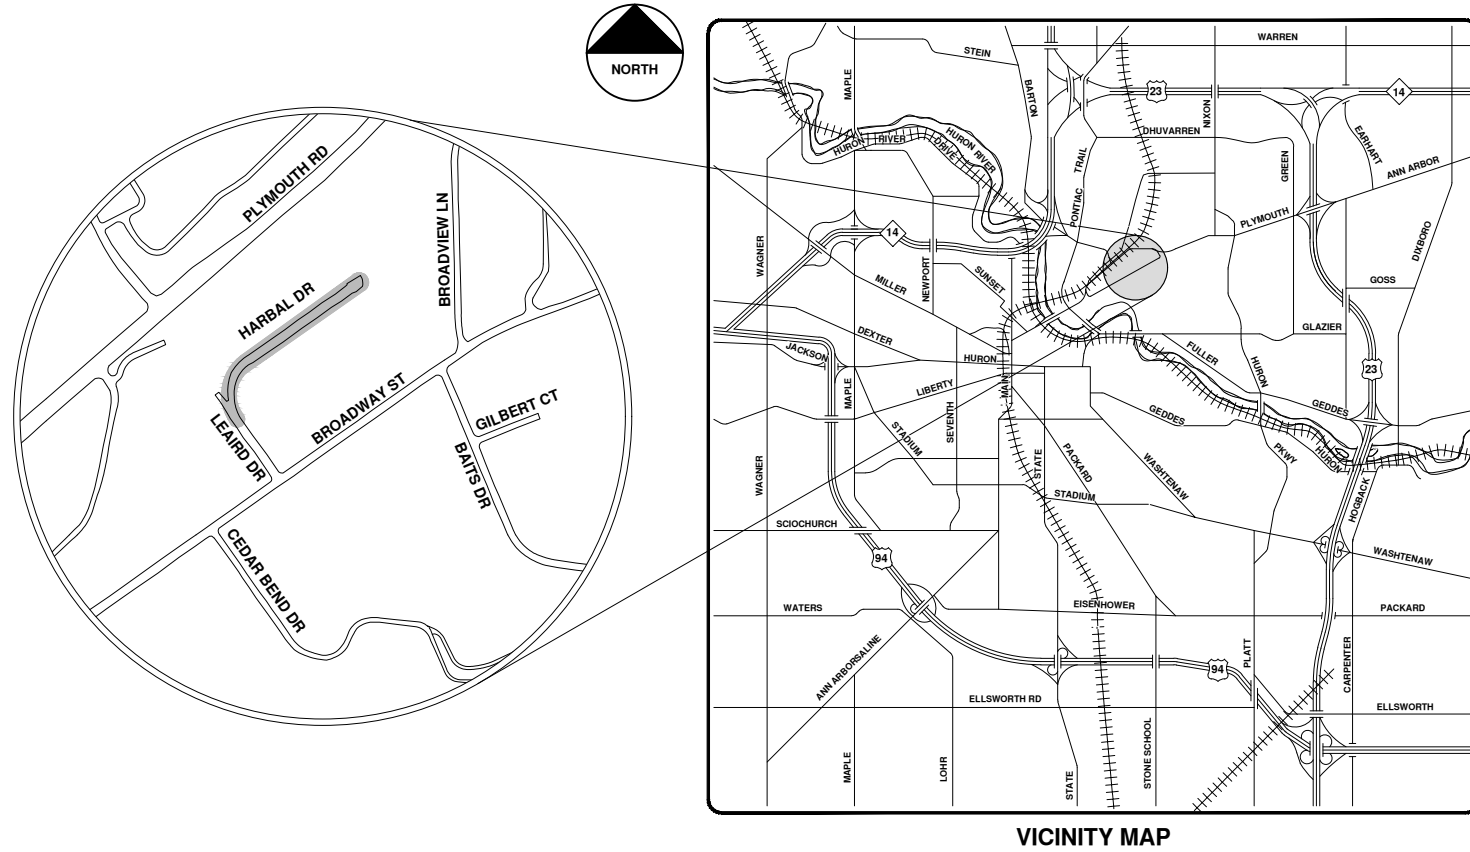 NORTH
PLYMOUTH RD
BROADVIEW LN
HARBAL DR
LEAIRD DR
BROADWAY ST
GILBERT CT
BAITS DR
CEDAR BEND DR
WARREN
STEIN
MAPLE
BARTON
23
NIXON
14
DHUVARREN
HURON RIVER DRIVE
HURON RIVER
PONTIAC TRAIL
GREEN
EARHART
ANN ARBOR
PLYMOUTH
DIXBORO
WAGNER
14
NEWPORT
MILLER
SUNSET
GOSS
GLAZIER
DEXTER
JACKSON
HURON
FULLER
HURON
23
MAPLE
LIBERTY
MAIN
GEDDES
GEDDES
SEVENTH
STADIUM
STATE
PACKARD
WASHTENAW
PKWY
HURON
WAGNER
STADIUM
HOGBACK
SCIOCHURCH
94
WASHTENAW
WATERS
EISENHOWER
PACKARD
ANN ARBORSALINE
PLATT
CARPENTER
94
ELLSWORTH RD
ELLSWORTH
MAPLE
LOHR
STATE
STONE SCHOOL
VICINITY MAP